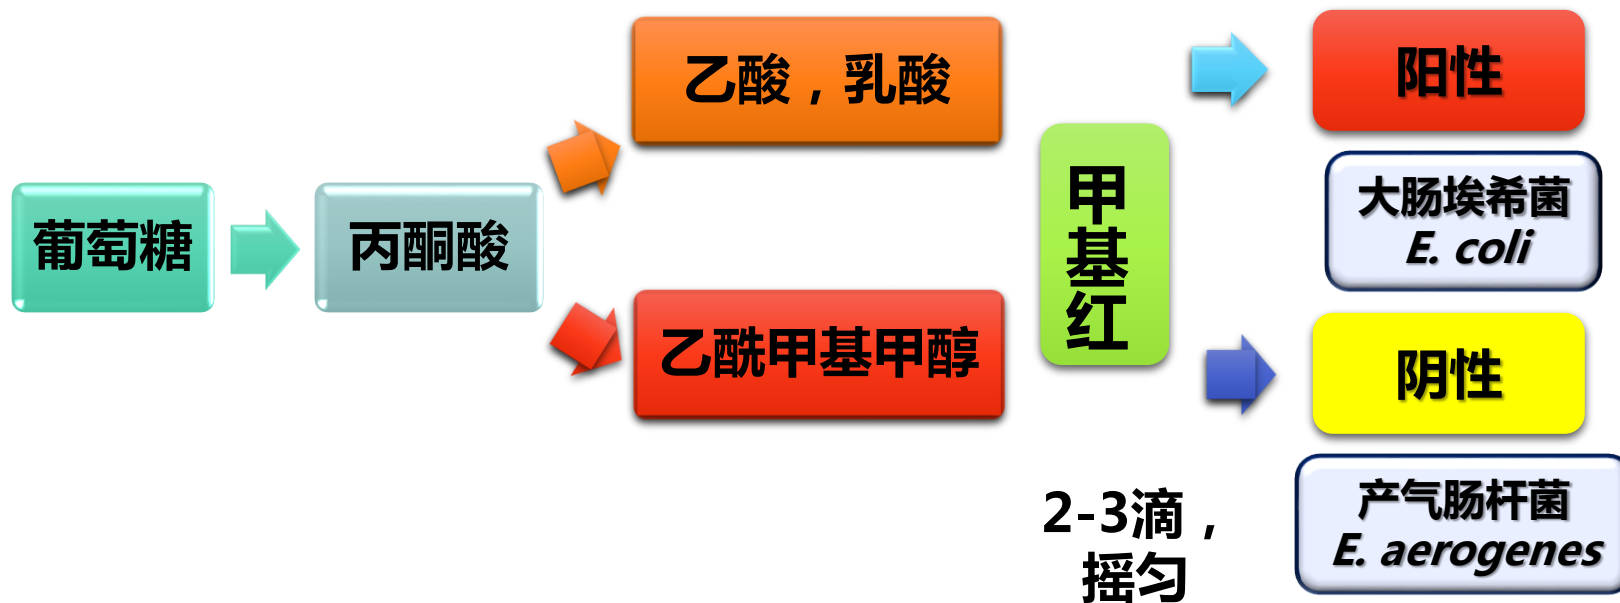 葡萄糖
丙酮酸
乙酸，乳酸
乙酰甲基甲醇
甲
基
红
2-3滴，
摇匀
阳性
大肠埃希菌
E. coli
阴性
产气肠杆菌
E. aerogenes